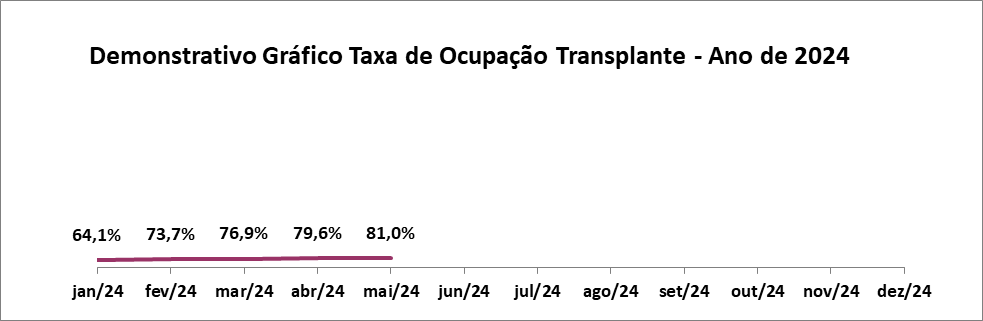 Demonstrativo Gráfico Taxa de Ocupação Transplante - Ano de 2024
64,1% 73,7% 76,9% 79,6% 81,0%
jan/24 fev/24 mar/24 abr/24 mai/24 jun/24 jul/24 ago/24 set/24 out/24 nov/24 dez/24